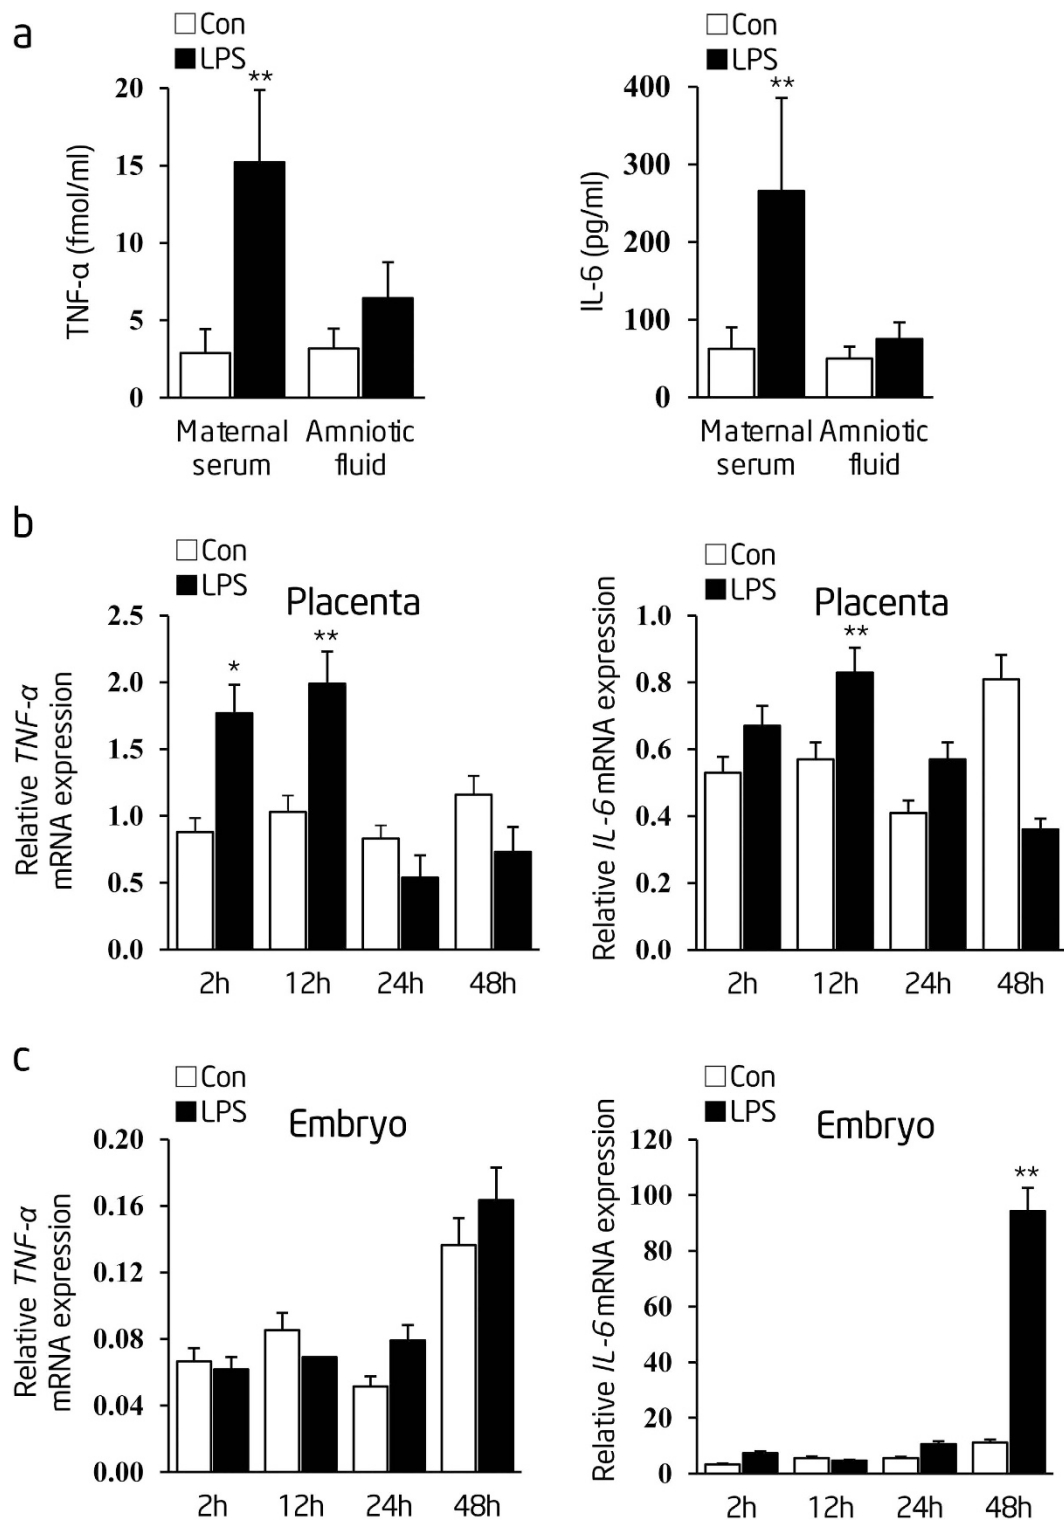 a
Con
LPS
**
20
15
10
5
0
TNF-α (fmol/ml)
Maternal serum
Amniotic fluid
Con
LPS
**
400
300
200
100
0
IL-6 (pg/ml)
Maternal serum
Amniotic fluid
b
Con
LPS
Placenta
2.5
2.0
1.5
1.0
0.5
0.0
Relative TNF-α
mRNA expression
*
**
2h 12h 24h 48h
Con
LPS
Placenta
1.0
0.8
0.6
0.4
0.2
0.0
Relative IL-6 mRNA expression
**
2h 12h 24h 48h
c
Con
LPS
Embryo
0.20
0.16
0.12
0.08
0.04
0.00
Relative TNF-α
mRNA expression
2h 12h 24h 48h
Con
LPS
Embryo
120
100
80
60
40
20
0
Relative IL-6 mRNA expression
**
2h 12h 24h 48h